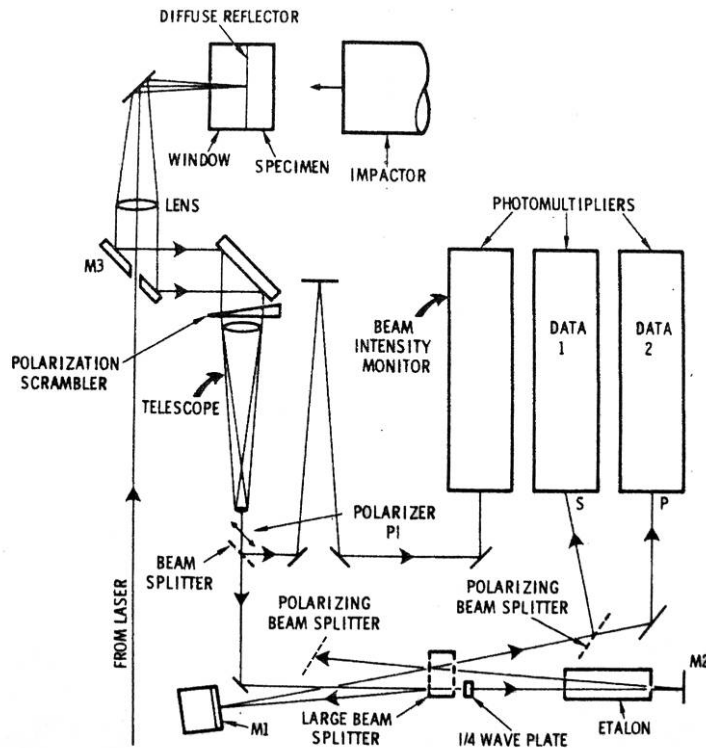 DIFFUSE REFLECTOR
WINDOW
SPECIMEN
IMPACTOR
LENS
PHOTOMULTIPLIERS
M3
BEAM
INTENSITY
MONITOR
DATA
1
DATA
2
POLARIZATION
SCRAMBLER
TELESCOPE
S
P
POLARIZER
P1
BEAM
SPLITTER
POLARIZING
BEAM SPLITTER
POLARIZING
BEAM SPLITTER
FROM LASER
M2
M1
LARGE BEAM
SPLITTER
1/4 WAVE PLATE
ETALON